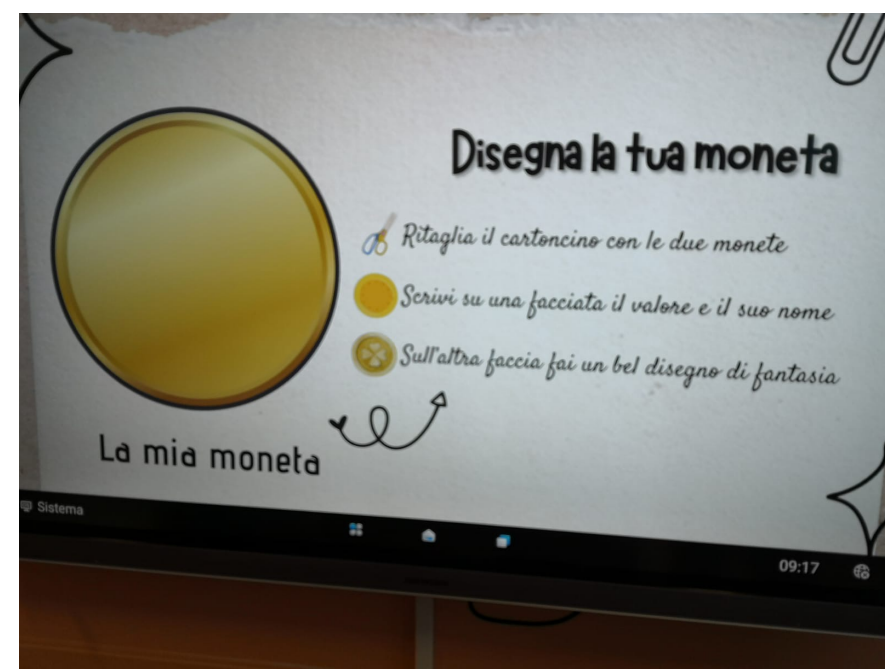 Disegna la tua moneta
Ritaglia il cartoncino con le due monete
Scrivi su una facciata il valore e il suo nome
Sull'altra faccia fai un bel disegno di fantasia
La mia moneta
Sistema
09:17